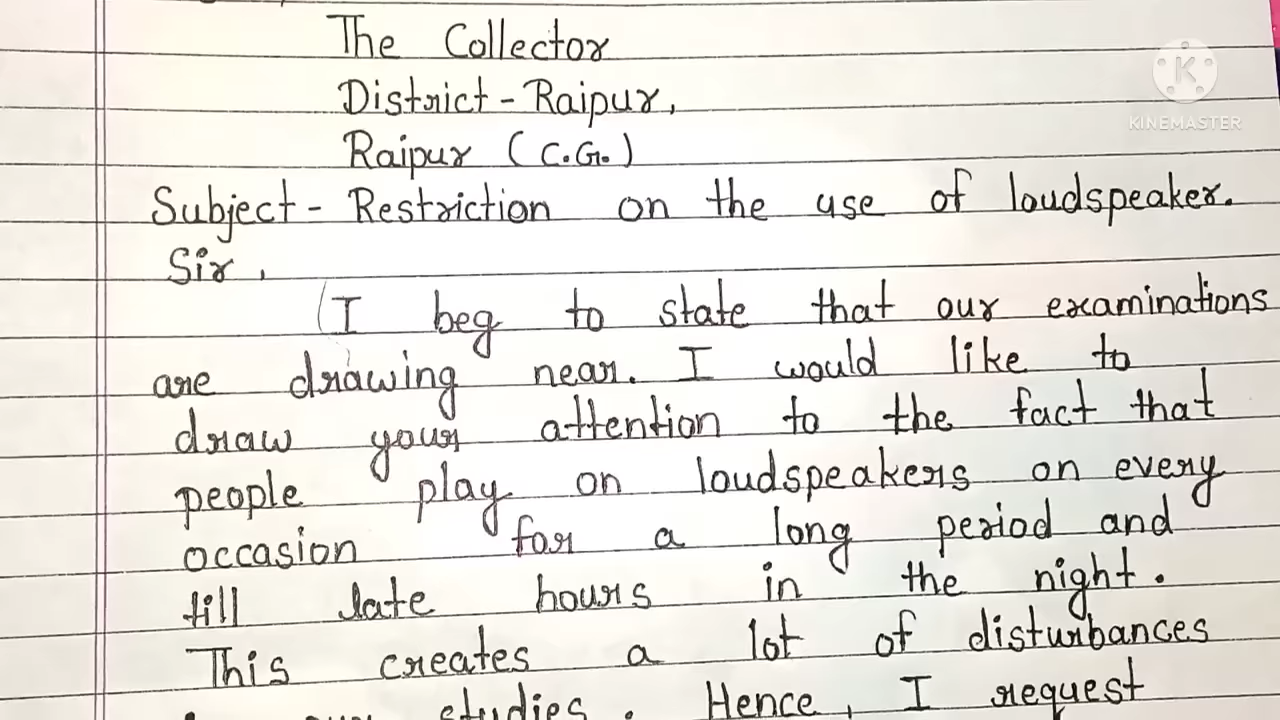 The Collector
District - Raipur,
Raipur (C.G.)
KINEMASTER
Subject - Restriction on the use of loudspeaker.
Sir,
I beg to state that our examinations
are drawing near. I would like to
draw your attention to the fact that
people play on loudspeakers on every
occasion for a long period and
till late hours in the night.
This creates a lot of disturbances
studies. Hence, I request